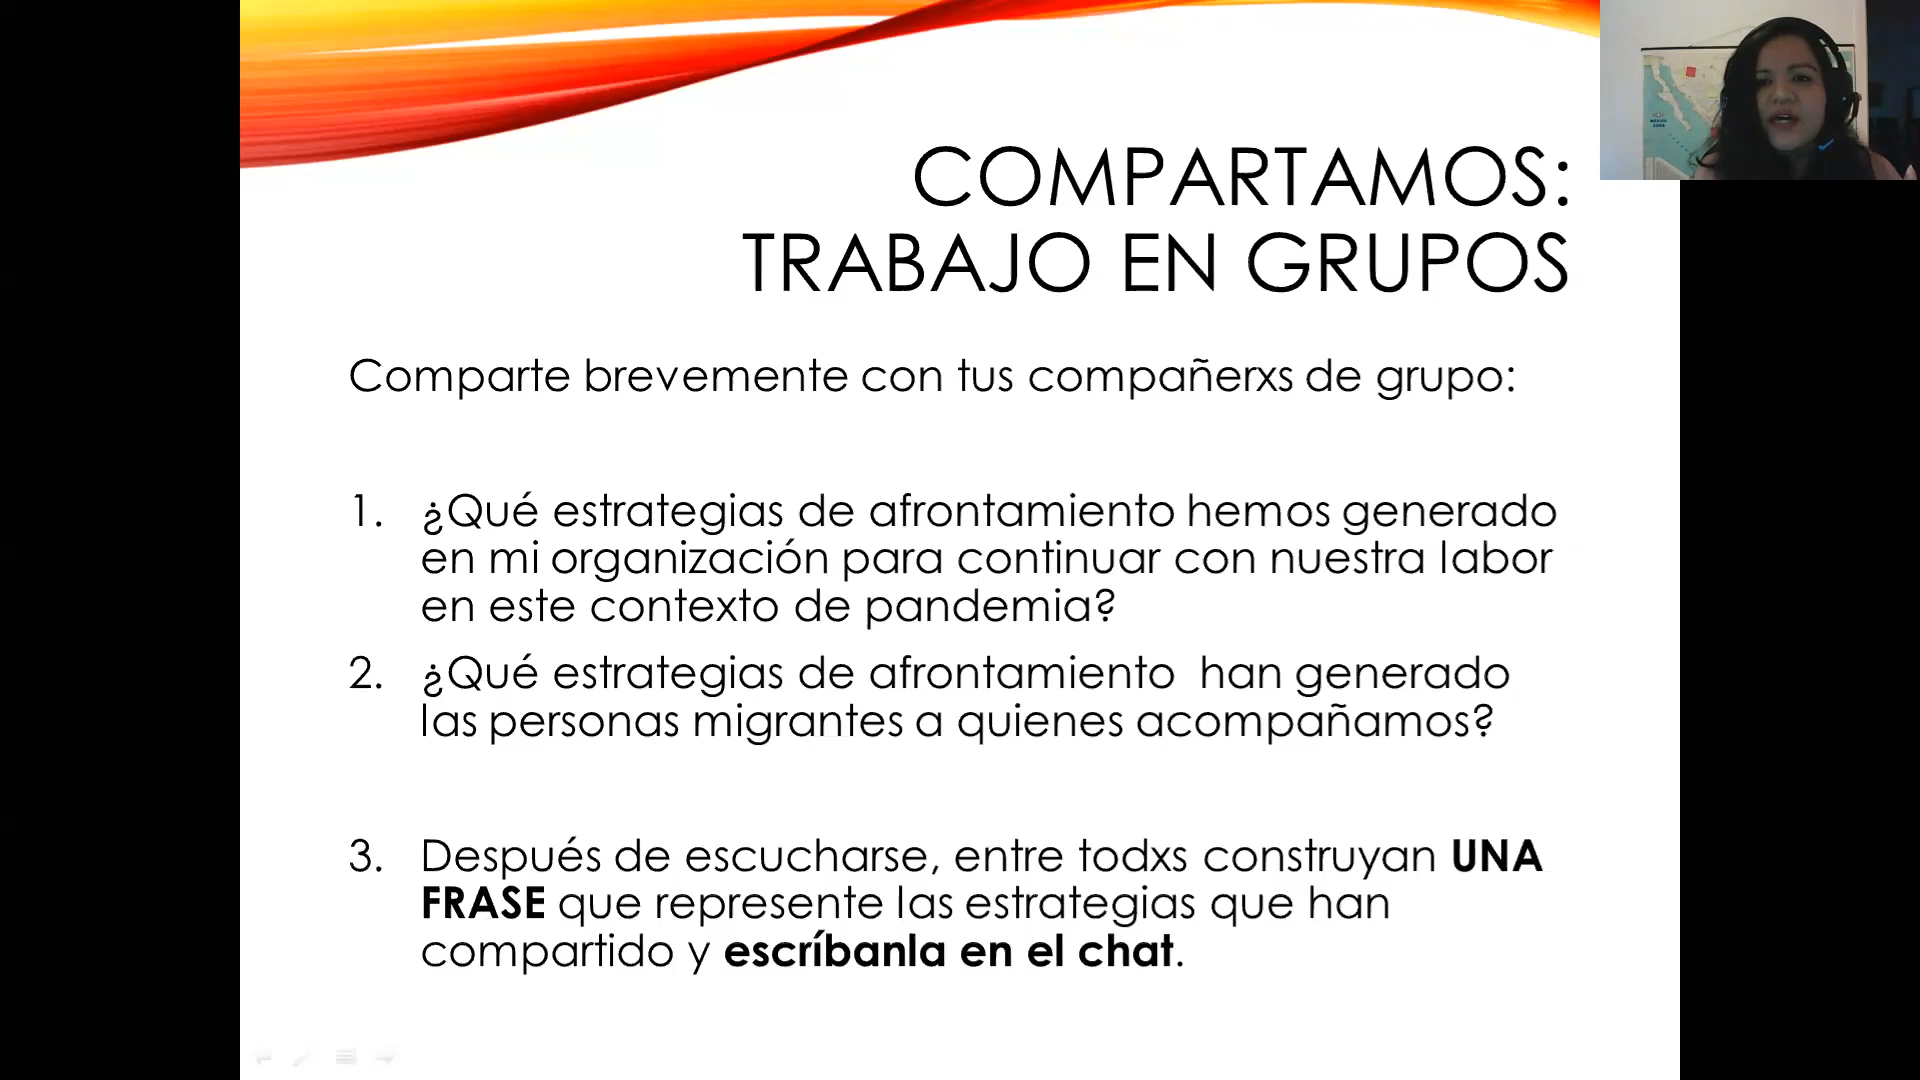 COMPARTAMOS:
TRABAJO EN GRUPOS
Comparte brevemente con tus compañerxs de grupo:
1. ¿Qué estrategias de afrontamiento hemos generado
en mi organización para continuar con nuestra labor
en este contexto de pandemia?
2. ¿Qué estrategias de afrontamiento han generado
las personas migrantes a quienes acompañamos?
3. Después de escucharse, entre todxs construyan UNA
FRASE que represente las estrategias que han
compartido y escríbanla en el chat.